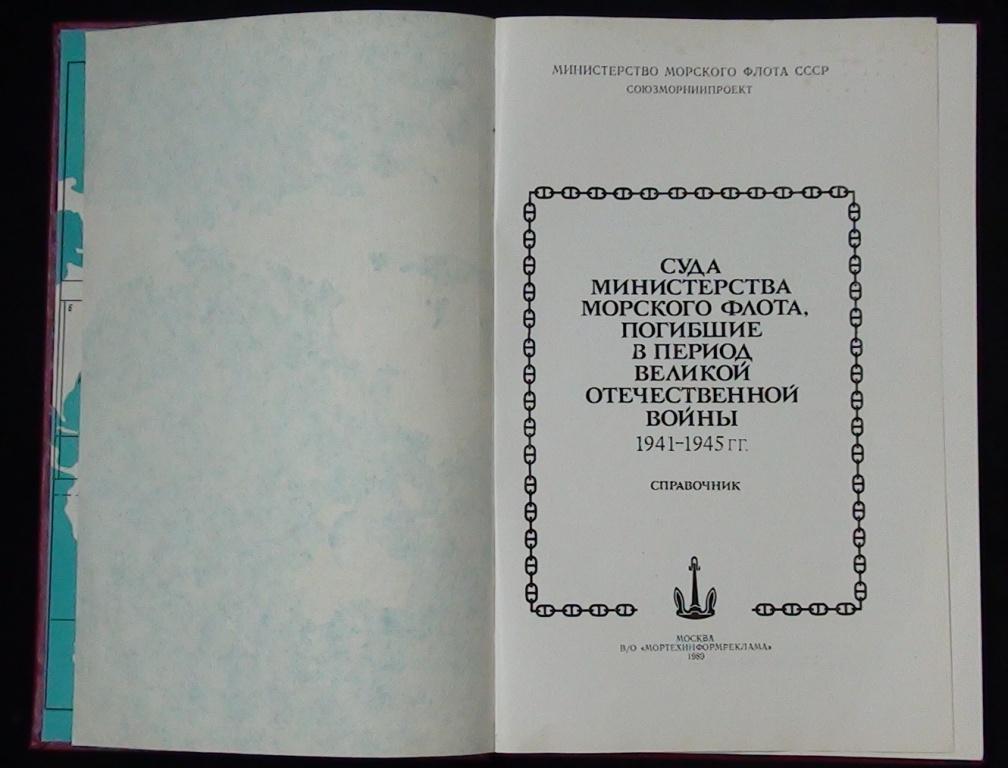 МИНИСТЕРСТВО МОРСКОГО ФЛОТА СССР
СОЮЗМОРНИИПРОЕКТ
СУДА
МИНИСТЕРСТВА
МОРСКОГО ФЛОТА,
ПОГИБШИЕ
В ПЕРИОД
ВЕЛИКОЙ
ОТЕЧЕСТВЕННОЙ
ВОЙНЫ
1941–1945 ГГ.
СПРАВОЧНИК
МОСКВА
В/О «МОРТЕХИНФОРМРЕКЛАМА»
1989